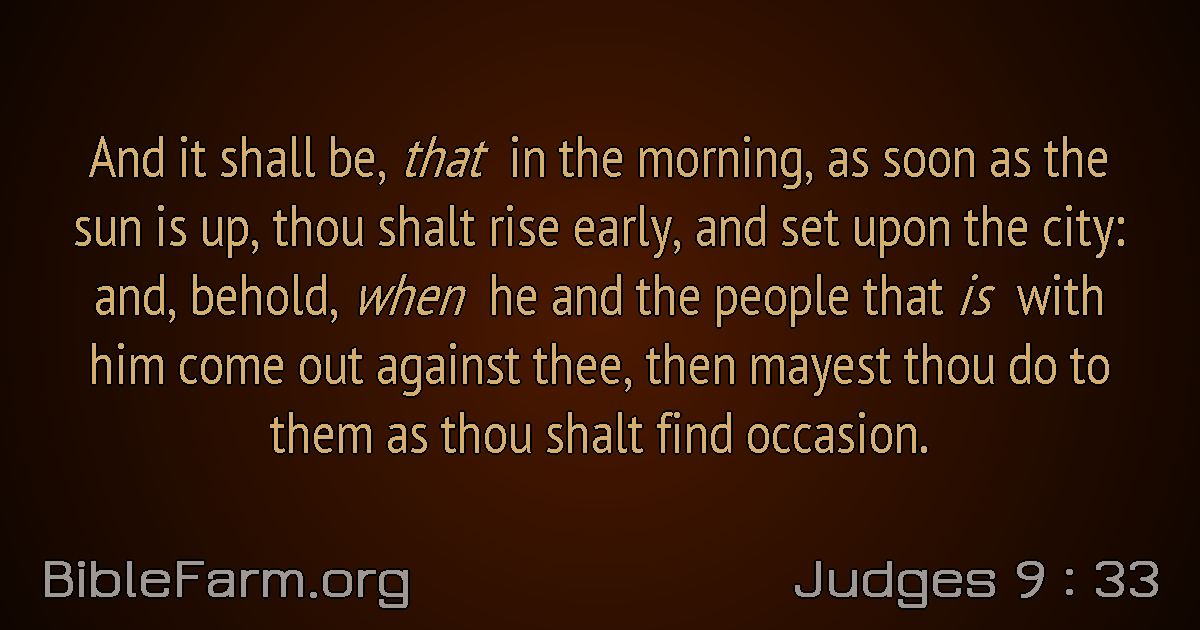 And it shall be, that in the morning, as soon as the
sun is up, thou shalt rise early, and set upon the city:
and, behold, when he and the people that is with
him come out against thee, then mayest thou do to
them as thou shalt find occasion.
BibleFarm.org
Judges 9 : 33